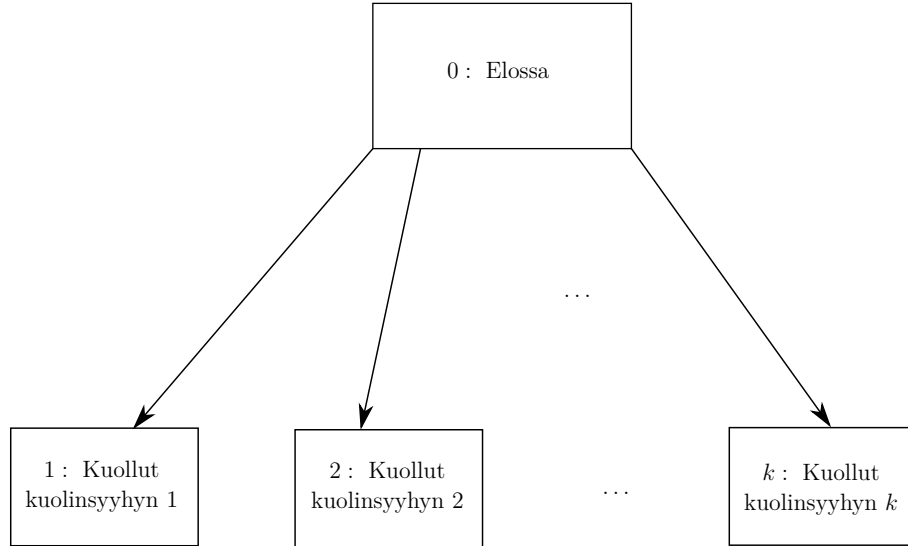 0 : Elossa
...
1 : Kuollut
kuolinsyyhyn 1
2 : Kuollut
kuolinsyyhyn 2
...
k : Kuollut
kuolinsyyhyn k